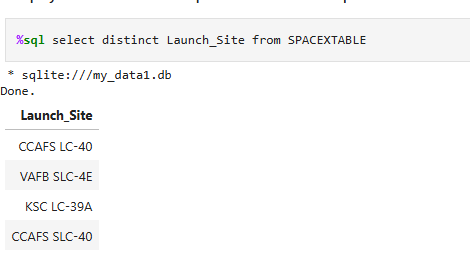 %sql select distinct Launch_Site from SPACEXTABLE
* sqlite:///my_data1.db
Done.
Launch_Site
CCAFS LC-40
VAFB SLC-4E
KSC LC-39A
CCAFS SLC-40